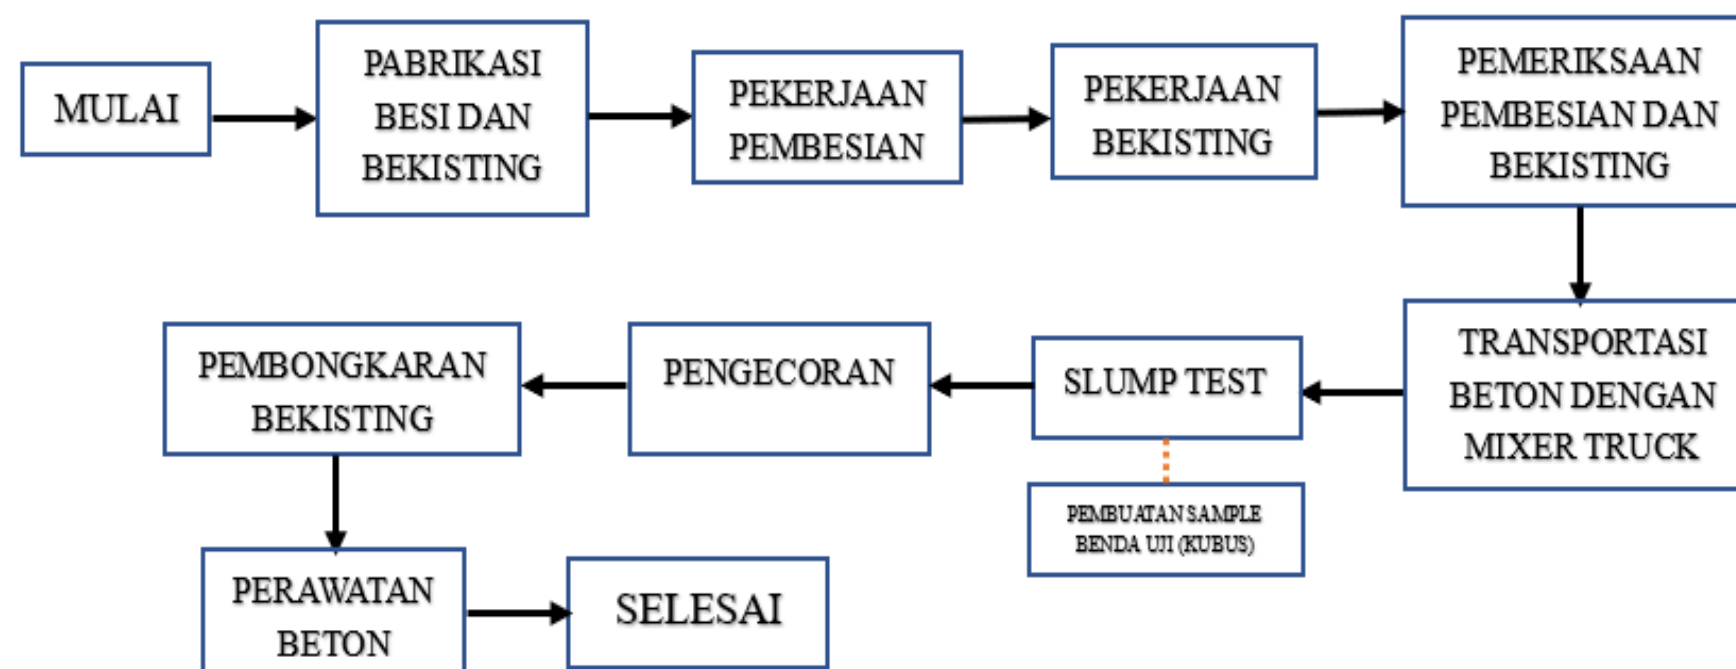 MULAI
PABRIKASI
BESI DAN
BEKISTING
PEKERJAAN
PEMBESIAN
PEKERJAAN
BEKISTING
PEMERIKSAAN
PEMBESIAN DAN
BEKISTING
TRANSPORTASI
BETON DENGAN
MIXER TRUCK
SLUMP TEST
PEMBUATAN SAMPLE
BENDA UJI (KUBUS)
PENGECORAN
PEMBONGKARAN
BEKISTING
PERAWATAN
BETON
SELESAI